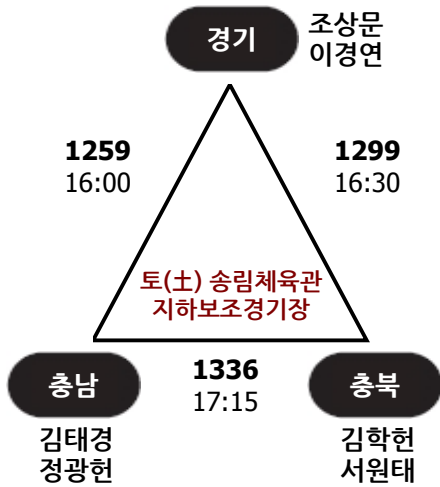 경기
조상문
이경연
1259
16:00
1299
16:30
토(土) 송림체육관
지하보조경기장
충남
1336
17:15
충북
김태경
정광헌
김학헌
서원태